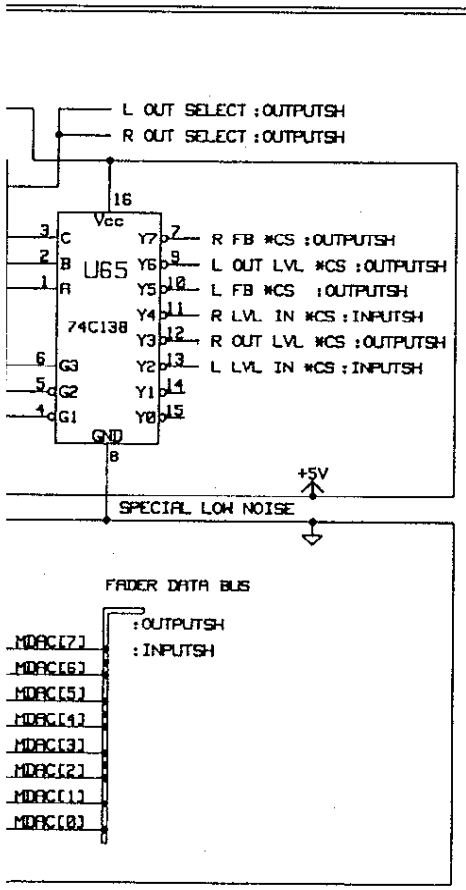 L OUT SELECT :OUTPUTSH
R OUT SELECT :OUTPUTSH
16
Vcc
3 C Y7 7 R FB *CS :OUTPUTSH
2 B U65 Y6 9 L OUT LVL *CS :OUTPUTSH
1 A Y5 10 L FB *CS :OUTPUTSH
Y4 11 R LVL IN *CS :INPUTSH
74C138 Y3 12 R OUT LVL *CS :OUTPUTSH
6 G3 Y2 13 L LVL IN *CS :INPUTSH
5 G2 Y1 14
4 G1 Y0 15
GND
8
+5V
SPECIAL LOW NOISE
FADER DATA BUS
:OUTPUTSH
:INPUTSH
MDAC[7]
MDAC[6]
MDAC[5]
MDAC[4]
MDAC[3]
MDAC[2]
MDAC[1]
MDAC[0]